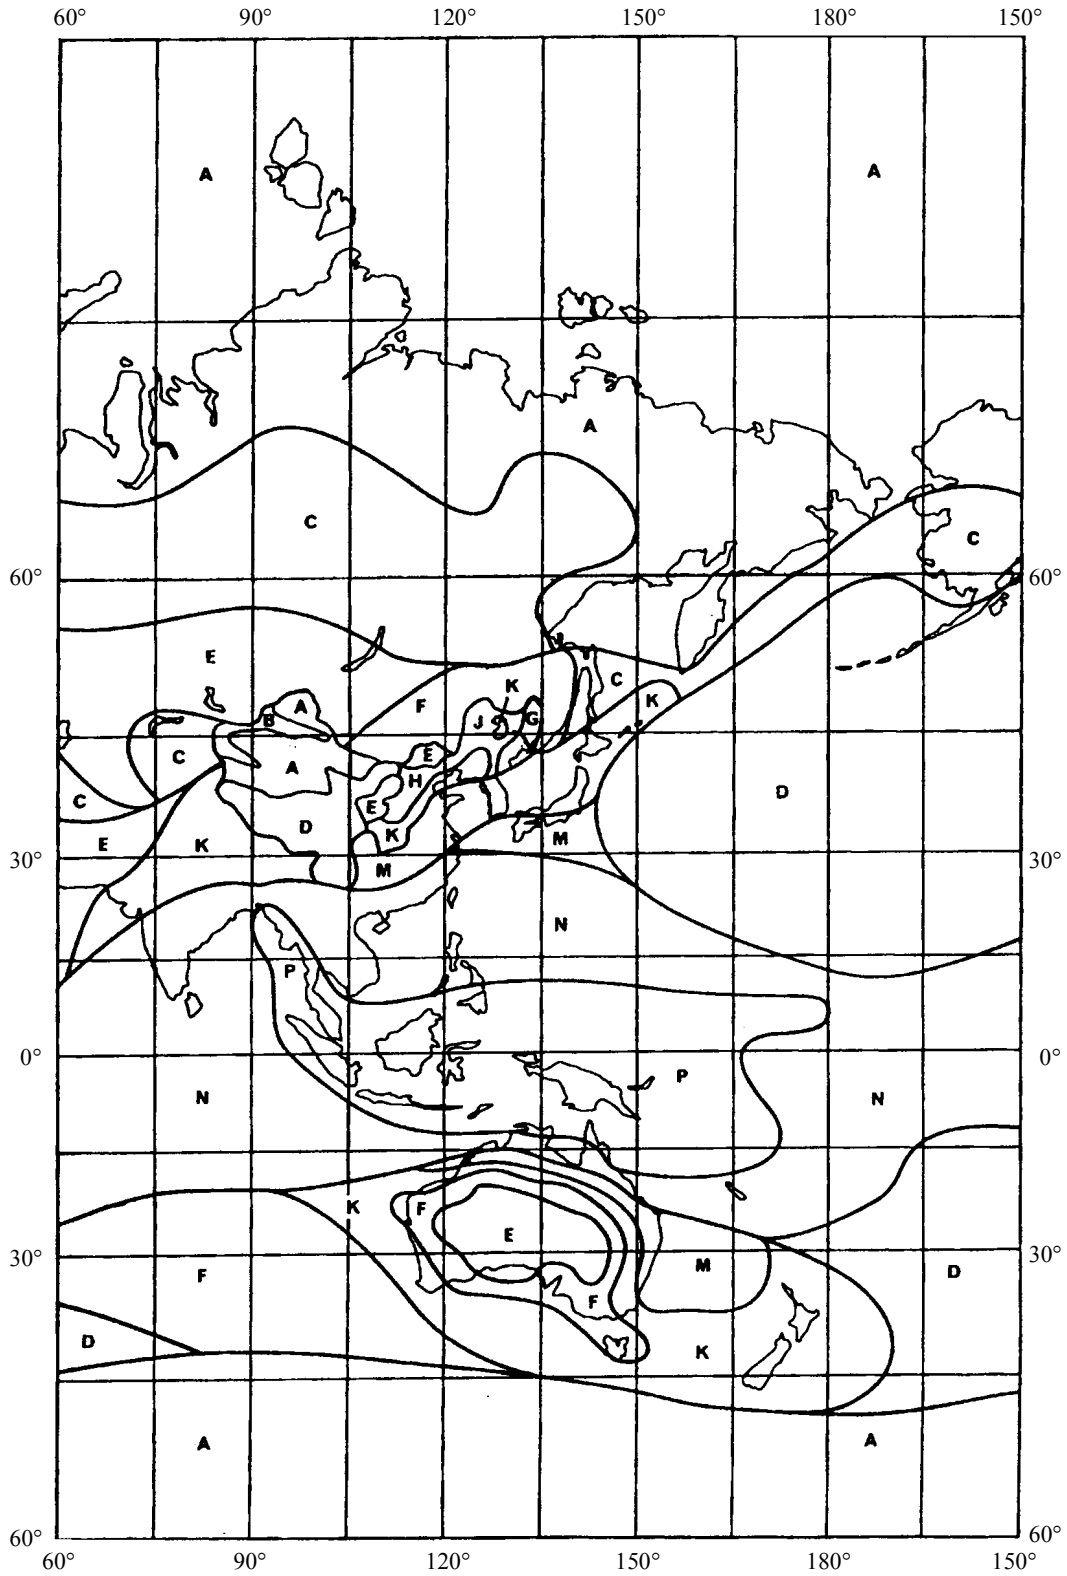 60° 90° 120° 150° 180° 150°
A A
A
C
C
60° 60°
E
K C
A K
B F J G
C E
A H D
C E
D K M
E K
30° M 30°
N
P
0° 0°
P
N N
K F
E
30° M 30°
F D
F
D K
A A
60° 60°
60° 90° 120° 150° 180° 150°